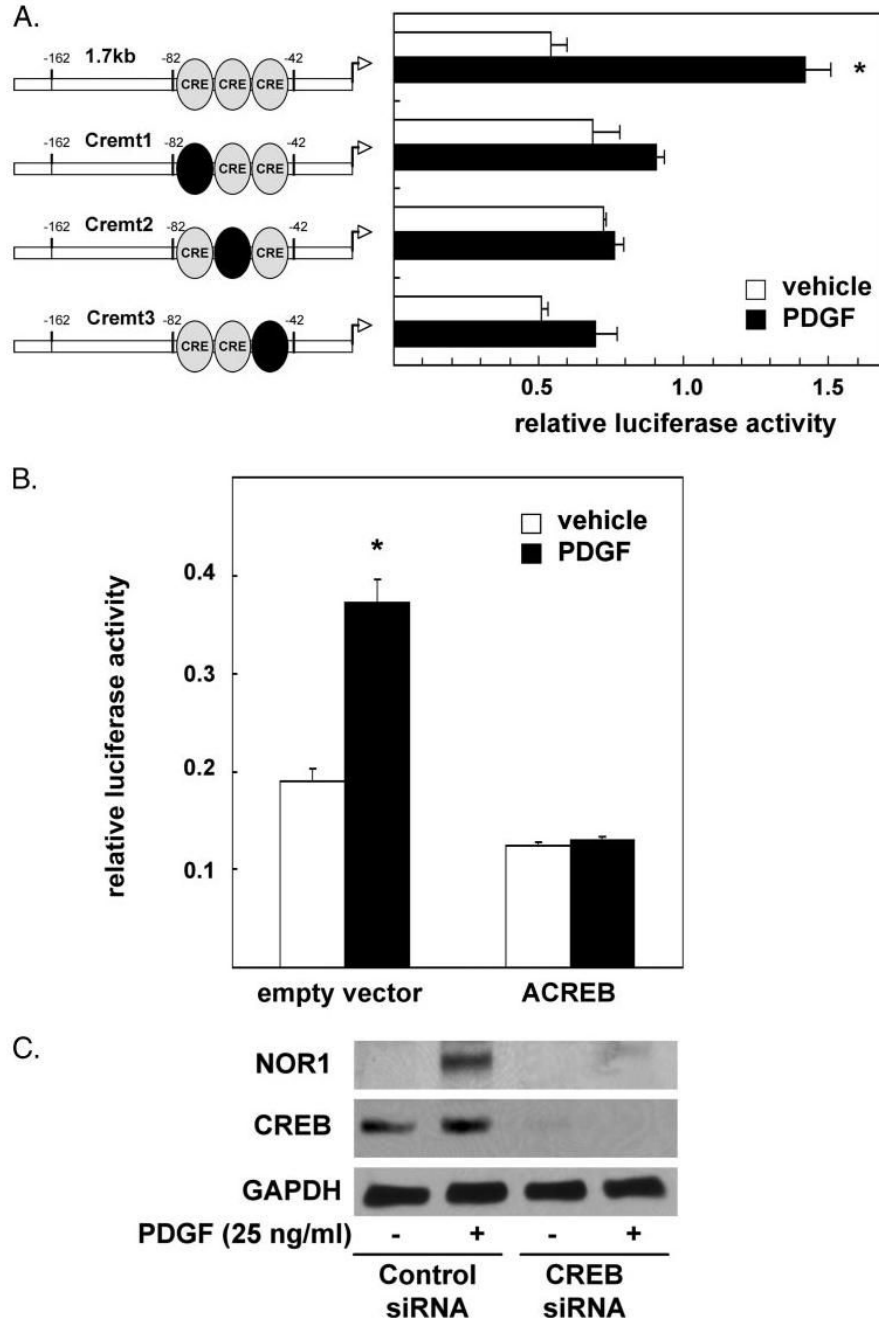 A.
1.7kb
-162 -82 -42
CRE CRE CRE
*
Cremt1
-162 -82 -42
CRE CRE
Cremt2
-162 -82 -42
CRE CRE
Cremt3
-162 -82 -42
CRE CRE
vehicle
PDGF
0.5 1.0 1.5
relative luciferase activity
B.
vehicle
PDGF
*
relative luciferase activity
0.4
0.3
0.2
0.1
empty vector ACREB
C.
NOR1
CREB
GAPDH
PDGF (25 ng/ml) - + - +
Control CREB
siRNA siRNA